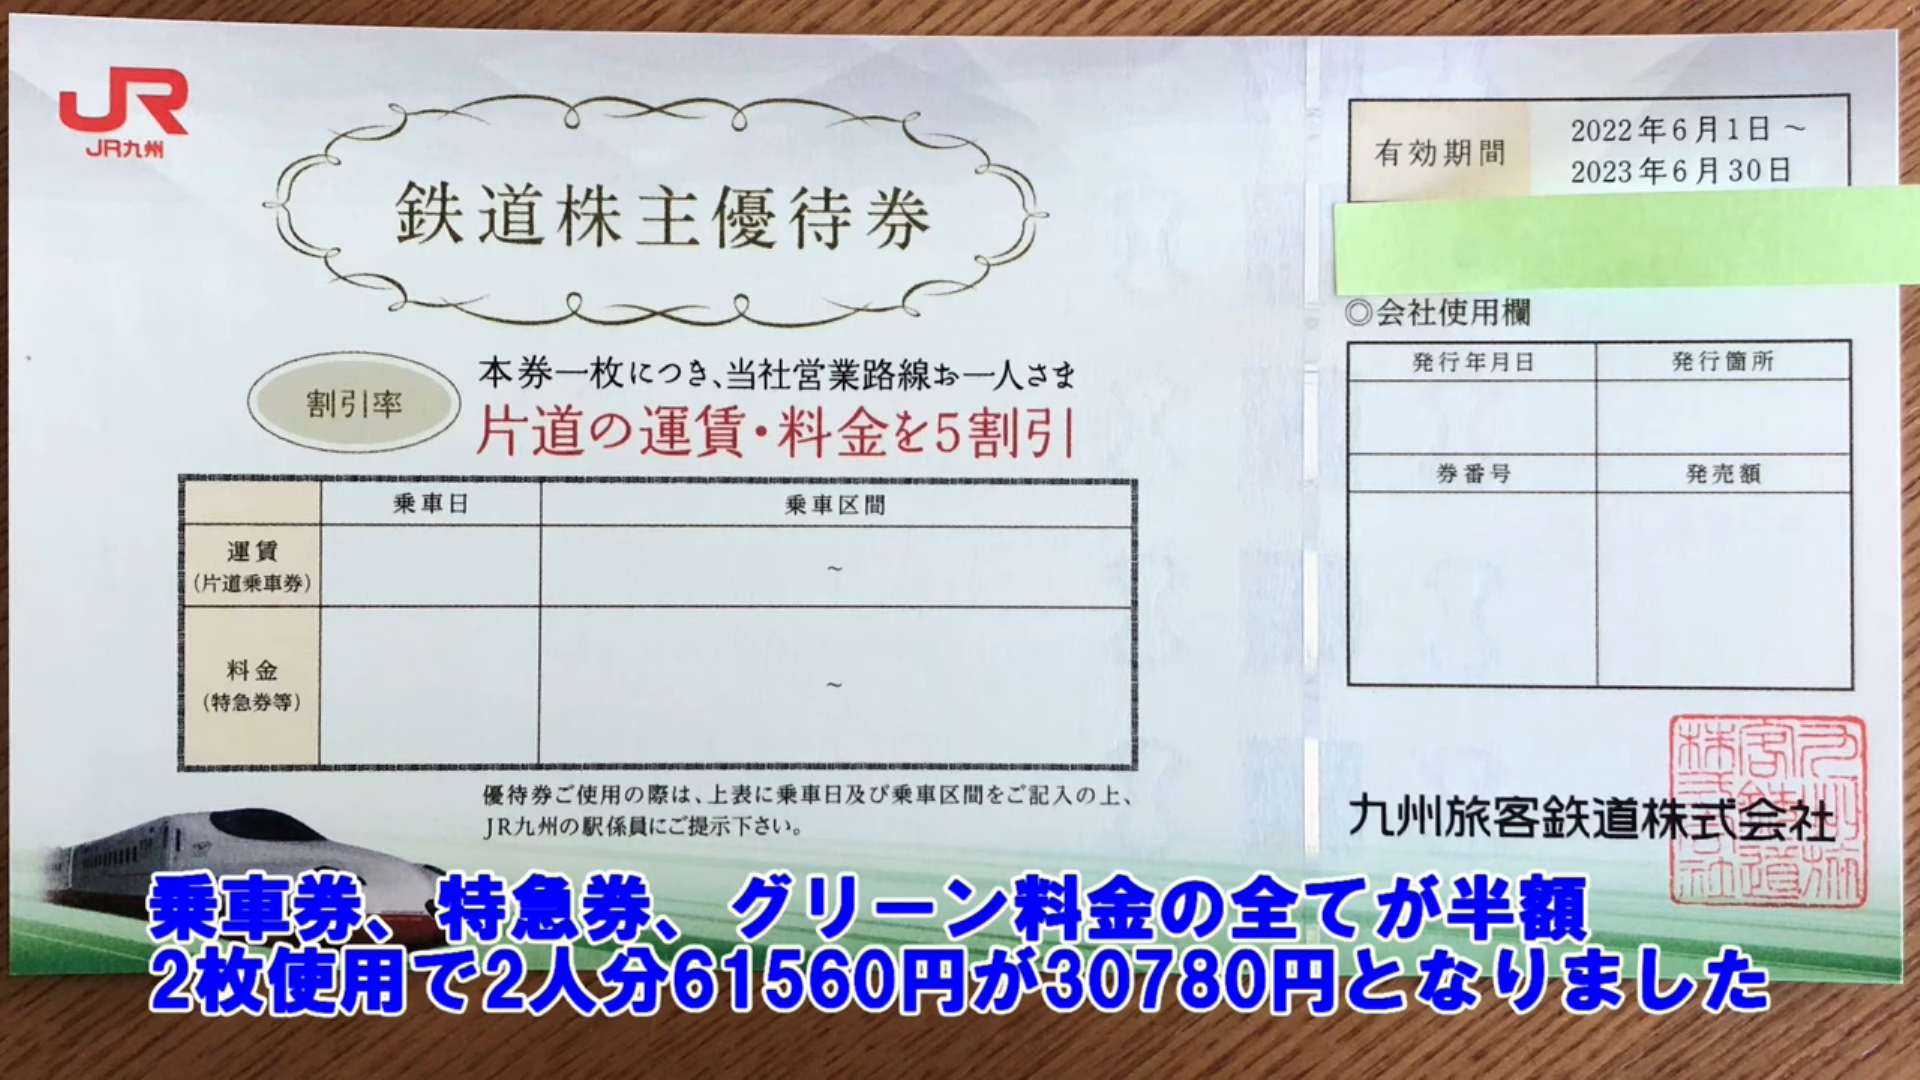 JR
JR九州
鉄道株主優待券
割引率
本券一枚につき、当社営業路線お一人さま
片道の運賃・料金を5割引
乗車日
乗車区間
運賃
(片道乗車券)
～
料金
(特急券等)
～
優待券ご使用の際は、上表に乗車日及び乗車区間をご記入の上、
JR九州の駅係員にご提示下さい。
有効期間
2022年6月1日～
2023年6月30日
◎会社使用欄
発行年月日
発行箇所
券番号
発売額
九州旅客鉄道株式会社
乗車券、特急券、グリーン料金の全てが半額
2枚使用で2人分61560円が30780円となりました